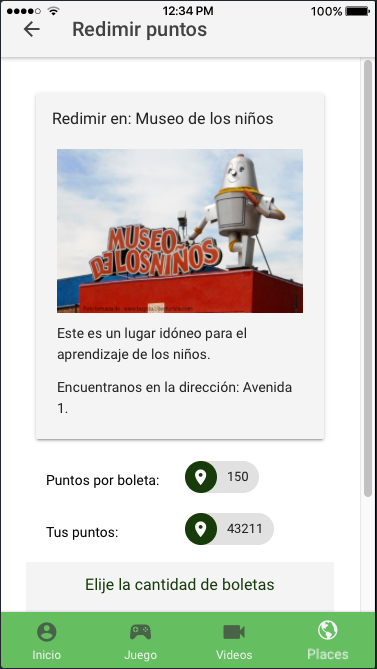 12:34 PM
100%
Redimir puntos
Redimir en: Museo de los niños
MUSEO
DE LOS NIÑOS
Este es un lugar idóneo para el
aprendizaje de los niños.
Encuentranos en la dirección: Avenida
1.
Puntos por boleta: 150
Tus puntos: 43211
Elije la cantidad de boletas
Inicio Juego Videos Places